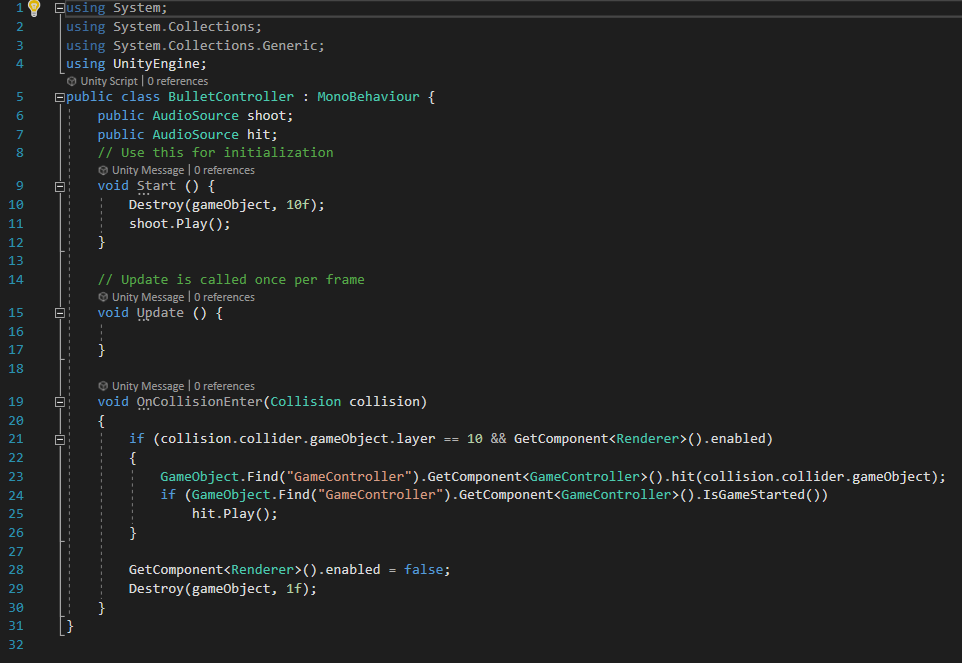 1 using System;
2 using System.Collections;
3 using System.Collections.Generic;
4 using UnityEngine;
Unity Script | 0 references
5 public class BulletController : MonoBehaviour {
6 public AudioSource shoot;
7 public AudioSource hit;
8 // Use this for initialization
Unity Message | 0 references
9 void Start () {
10 Destroy(gameObject, 10f);
11 shoot.Play();
12 }
13
14 // Update is called once per frame
Unity Message | 0 references
15 void Update () {
16
17 }
18
Unity Message | 0 references
19 void OnCollisionEnter(Collision collision)
20 {
21 if (collision.collider.gameObject.layer == 10 && GetComponent<Renderer>().enabled)
22 {
23 GameObject.Find("GameController").GetComponent<GameController>().hit(collision.collider.gameObject);
24 if (GameObject.Find("GameController").GetComponent<GameController>().IsGameStarted())
25 hit.Play();
26 }
27
28 GetComponent<Renderer>().enabled = false;
29 Destroy(gameObject, 1f);
30 }
31 }
32